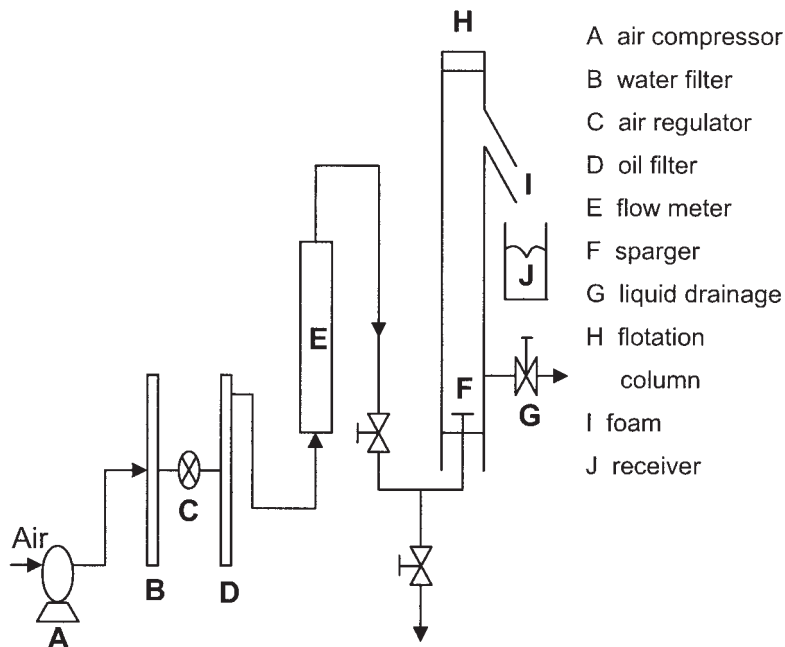 H
A air compressor
B water filter
C air regulator
D oil filter
E flow meter
F sparger
G liquid drainage
H flotation
column
I foam
J receiver
I
J
E
F
G
C
Air
B
D
A